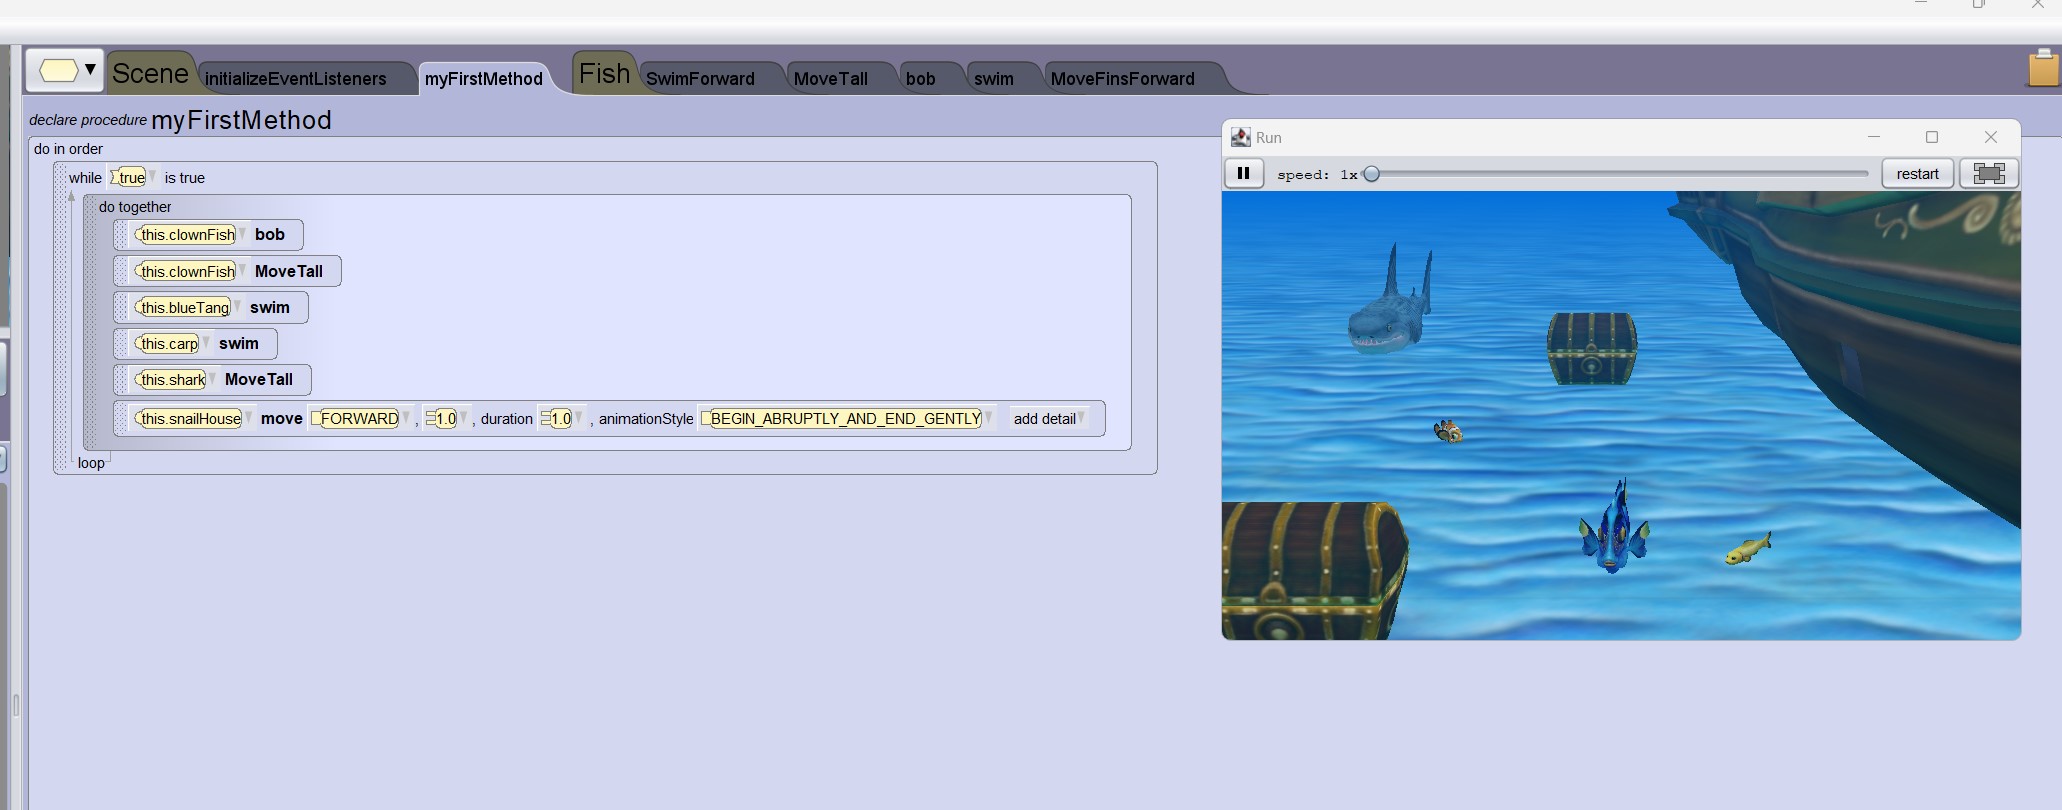 Scene initializeEventListeners myFirstMethod Fish SwimForward MoveTall bob swim MoveFinsForward
declare procedure myFirstMethod
do in order
while true is true
do together
this.clownFish bob
this.clownFish MoveTall
this.blueTang swim
this.carp swim
this.shark MoveTall
this.snailHouse move FORWARD , 1.0 , duration 1.0 , animationStyle BEGIN_ABRUPTLY_AND_END_GENTLY add detail
loop
Run
speed: 1x restart